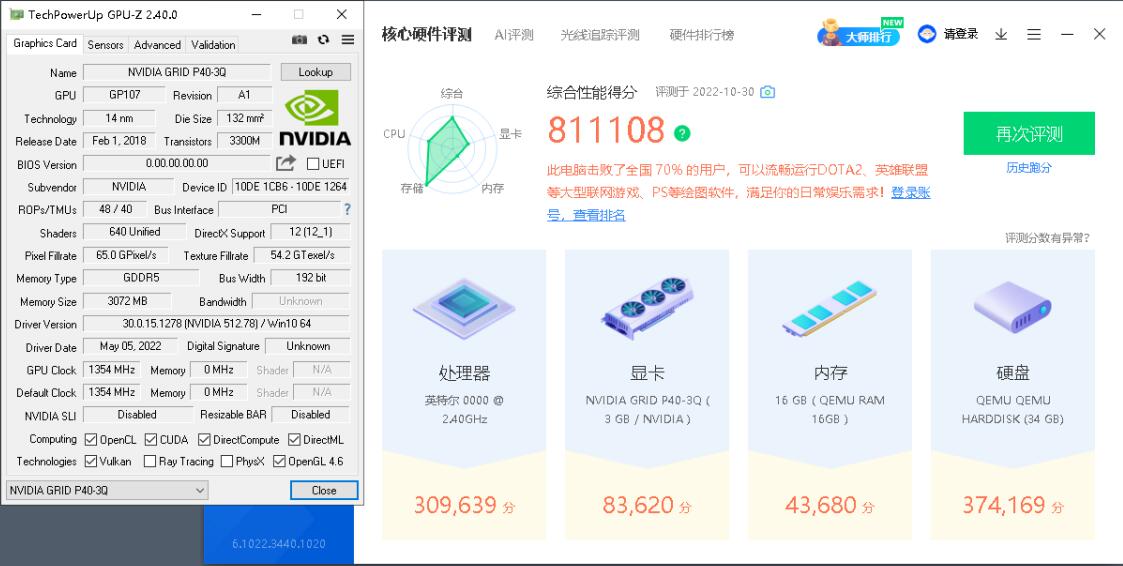 TechPowerUp GPU-Z 2.40.0
Graphics Card Sensors Advanced Validation
Name NVIDIA GRID P40-3Q Lookup
GPU GP107 Revision A1
Technology 14 nm Die Size 132 mm²
Release Date Feb 1, 2018 Transistors 3300M
NVIDIA
BIOS Version 0.00.00.00.00 UEFI
Subvendor NVIDIA Device ID 10DE 1CB6 - 10DE 1264
ROPs/TMUs 48 / 40 Bus Interface PCI ?
Shaders 640 Unified DirectX Support 12 (12_1)
Pixel Fillrate 65.0 GPixel/s Texture Fillrate 54.2 GTexel/s
Memory Type GDDR5 Bus Width 192 bit
Memory Size 3072 MB Bandwidth Unknown
Driver Version 30.0.15.1278 (NVIDIA 512.78) / Win10 64
Driver Date May 05, 2022 Digital Signature Unknown
GPU Clock 1354 MHz Memory 0 MHz Shader N/A
Default Clock 1354 MHz Memory 0 MHz Shader N/A
NVIDIA SLI Disabled Resizable BAR Disabled
Computing OpenCL CUDA DirectCompute DirectML
Technologies Vulkan Ray Tracing PhysX OpenGL 4.6
NVIDIA GRID P40-3Q Close
6.1022.3440.1020
核心硬件评测 AI评测 光线追踪评测 硬件排行榜 大师排行 NEW 请登录
综合
CPU 显卡
存储 内存
综合性能得分 评测于 2022-10-30
811108 ?
此电脑击败了全国 70% 的用户，可以流畅运行DOTA2、英雄联盟
等大型联网游戏、PS等绘图软件，满足你的日常娱乐需求！登录账
号，查看排名
再次评测
历史跑分
评测分数有异常?
处理器
英特尔 0000 @
2.40GHz
309,639 分
显卡
NVIDIA GRID P40-3Q (
3 GB / NVIDIA )
83,620 分
内存
16 GB ( QEMU RAM
16GB )
43,680 分
硬盘
QEMU QEMU
HARDDISK (34 GB)
374,169 分